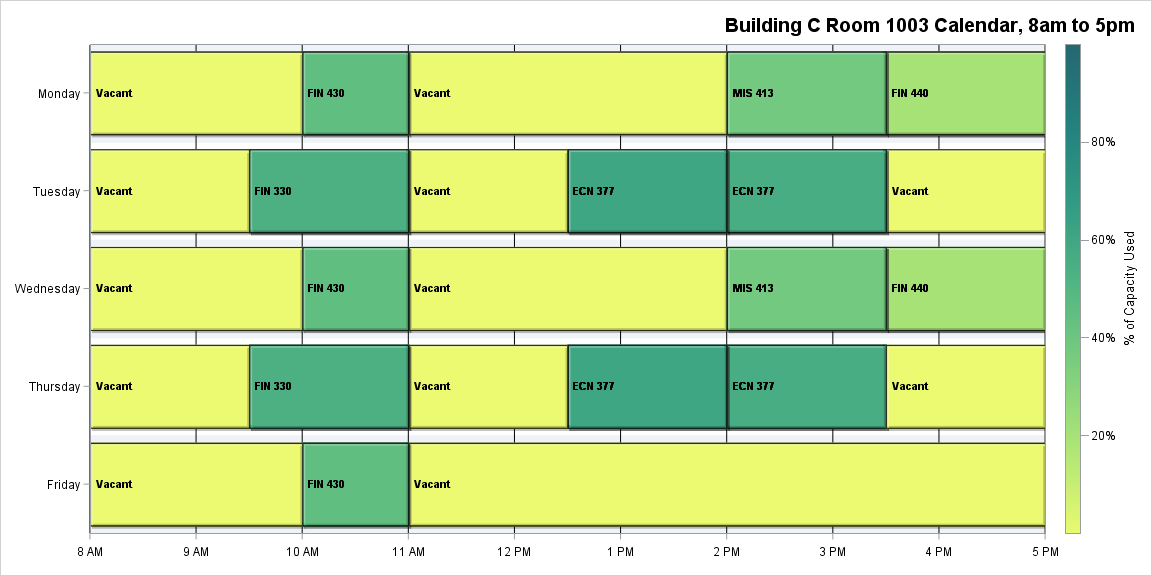 Building C Room 1003 Calendar, 8am to 5pm
Monday
Vacant
FIN 430
Vacant
MIS 413
FIN 440
Tuesday
Vacant
FIN 330
Vacant
ECN 377
ECN 377
Vacant
Wednesday
Vacant
FIN 430
Vacant
MIS 413
FIN 440
Thursday
Vacant
FIN 330
Vacant
ECN 377
ECN 377
Vacant
Friday
Vacant
FIN 430
Vacant
8 AM
9 AM
10 AM
11 AM
12 PM
1 PM
2 PM
3 PM
4 PM
5 PM
80%
60%
40%
20%
% of Capacity Used